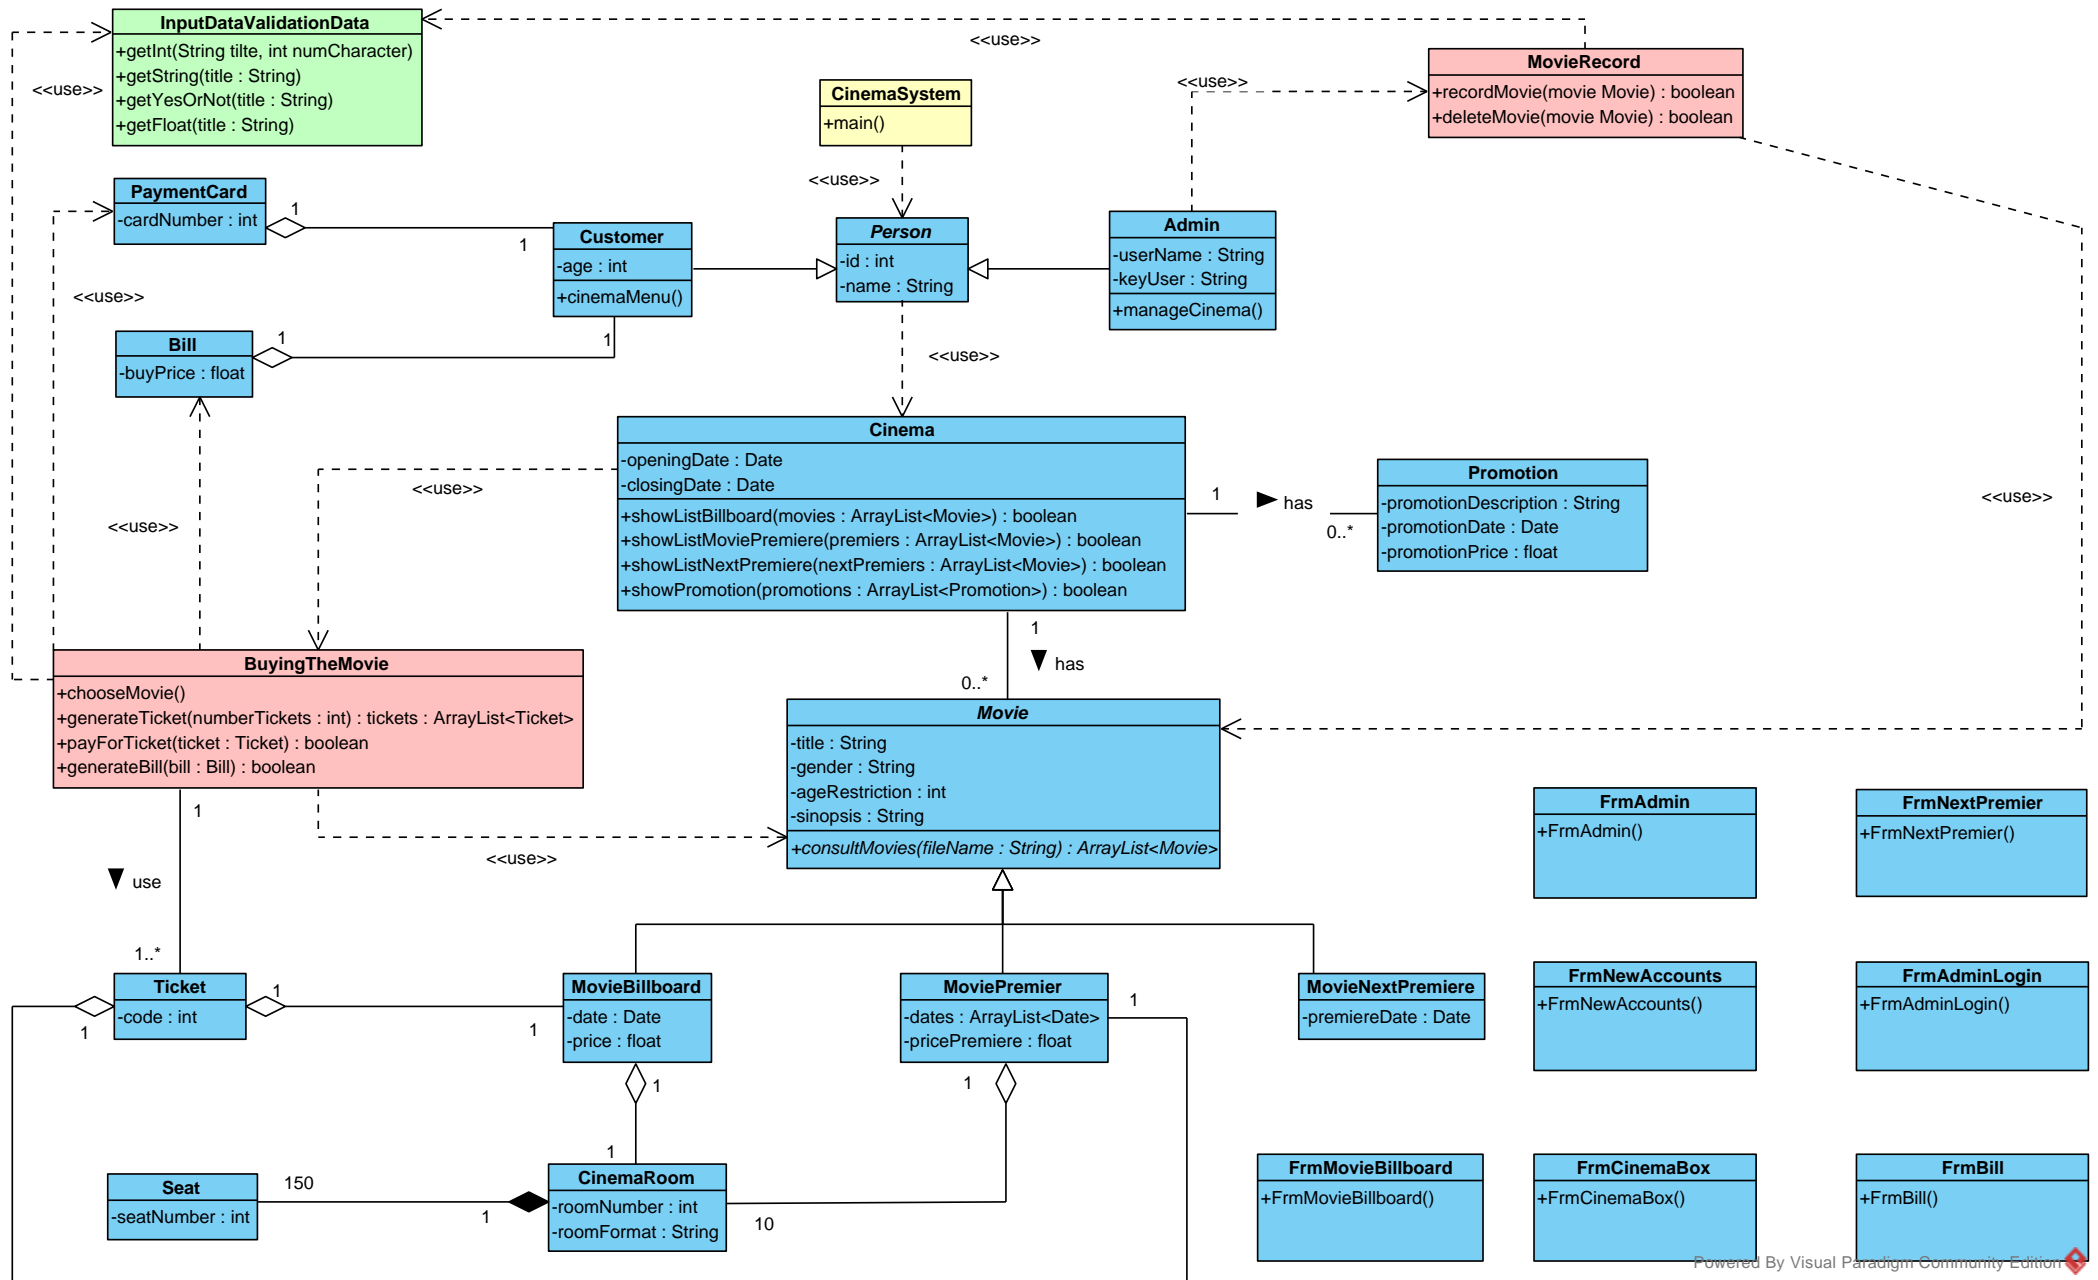 InputDataValidationData
+getInt(String tilte, int numCharacter)
+getString(title : String)
+getYesOrNot(title : String)
+getFloat(title : String)
<<use>>
<<use>>
MovieRecord
+recordMovie(movie Movie) : boolean
+deleteMovie(movie Movie) : boolean
<<use>>
CinemaSystem
+main()
<<use>>
PaymentCard
-cardNumber : int
1
1
Customer
-age : int
+cinemaMenu()
Person
-id : int
-name : String
Admin
-userName : String
-keyUser : String
+manageCinema()
<<use>>
Bill
-buyPrice : float
1
1
<<use>>
Cinema
-openingDate : Date
-closingDate : Date
+showListBillboard(movies : ArrayList<Movie>) : boolean
+showListMoviePremiere(premiers : ArrayList<Movie>) : boolean
+showListNextPremiere(nextPremiers : ArrayList<Movie>) : boolean
+showPromotion(promotions : ArrayList<Promotion>) : boolean
<<use>>
<<use>>
1
has
0..*
Promotion
-promotionDescription : String
-promotionDate : Date
-promotionPrice : float
<<use>>
1
has
0..*
BuyingTheMovie
+chooseMovie()
+generateTicket(numberTickets : int) : tickets : ArrayList<Ticket>
+payForTicket(ticket : Ticket) : boolean
+generateBill(bill : Bill) : boolean
Movie
-title : String
-gender : String
-ageRestriction : int
-sinopsis : String
+consultMovies(fileName : String) : ArrayList<Movie>
1
use
1..*
<<use>>
FrmAdmin
+FrmAdmin()
FrmNextPremier
+FrmNextPremier()
Ticket
-code : int
1
1
1
MovieBillboard
-date : Date
-price : float
MoviePremier
-dates : ArrayList<Date>
-pricePremiere : float
1
MovieNextPremiere
-premiereDate : Date
FrmNewAccounts
+FrmNewAccounts()
FrmAdminLogin
+FrmAdminLogin()
1
1
1
10
Seat
-seatNumber : int
150
1
CinemaRoom
-roomNumber : int
-roomFormat : String
FrmMovieBillboard
+FrmMovieBillboard()
FrmCinemaBox
+FrmCinemaBox()
FrmBill
+FrmBill()
Powered By Visual Paradigm Community Edition